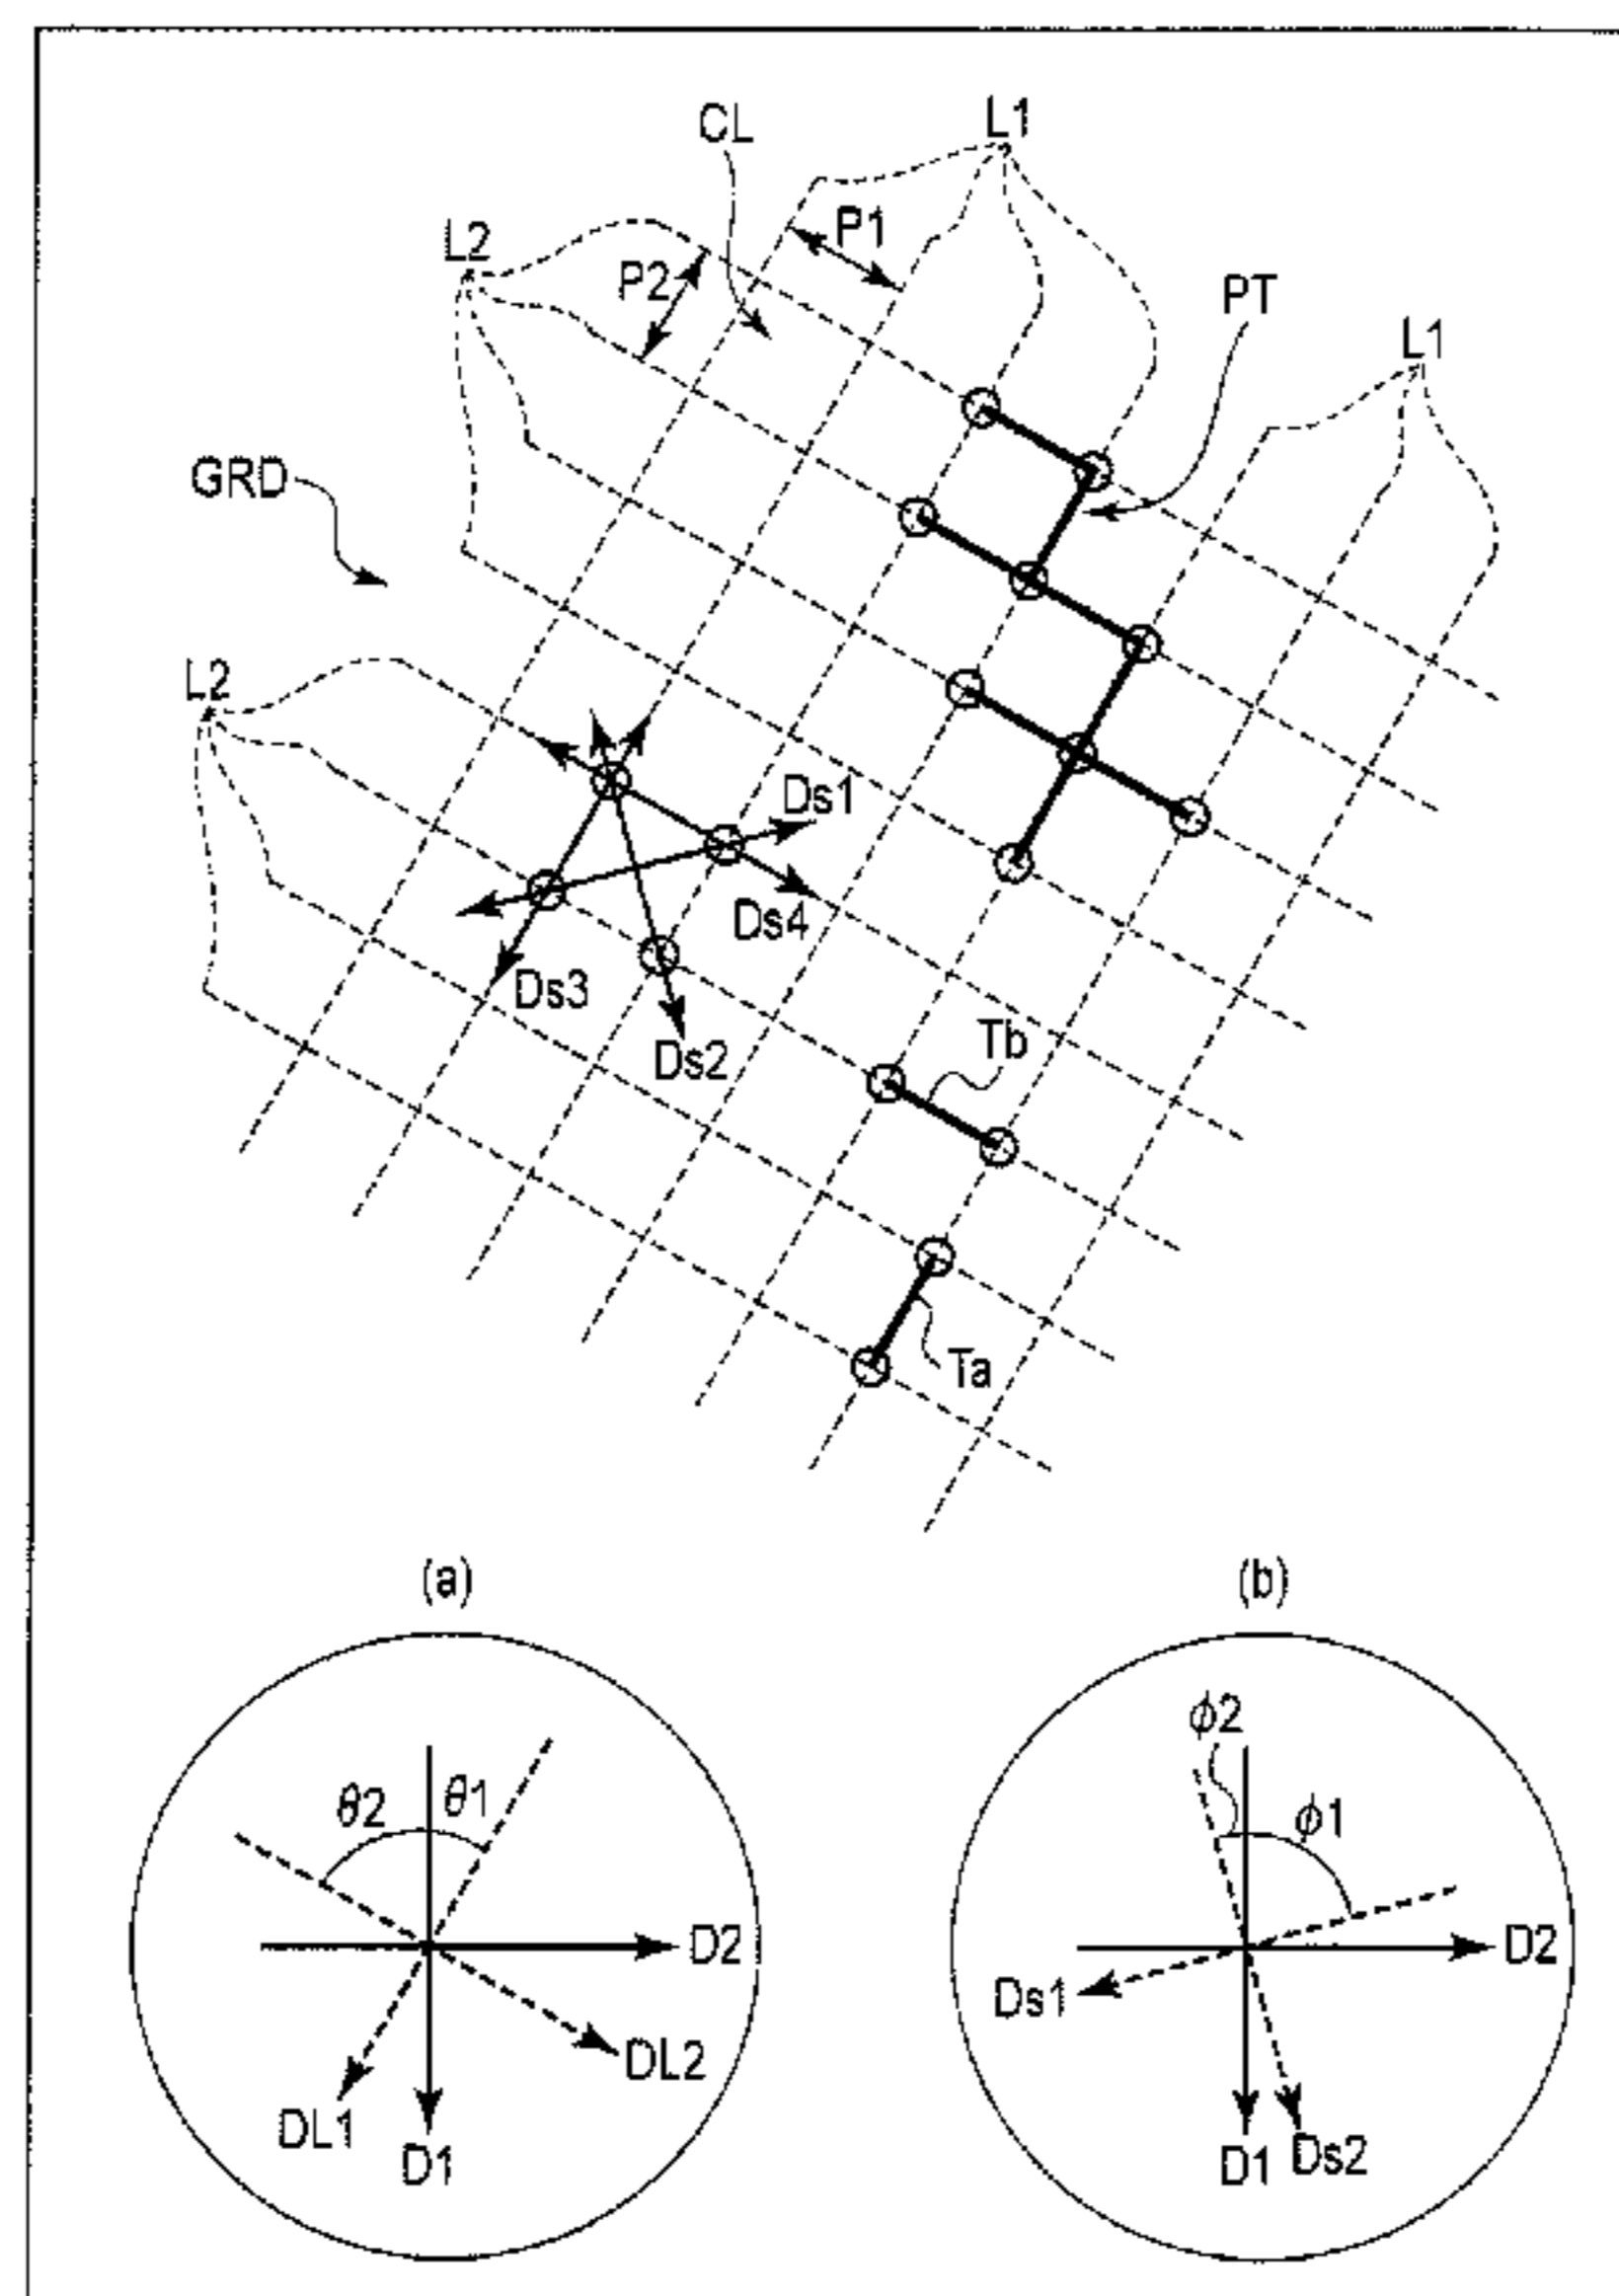 CL
L1
P1
L2
P2
PT
L1
GRD
L2
Ds1
Ds4
Ds3
Ds2
Tb
Ta
(a)
(b)
θ2
θ1
D2
DL2
DL1
D1
ϕ2
ϕ1
D2
Ds1
D1
Ds2